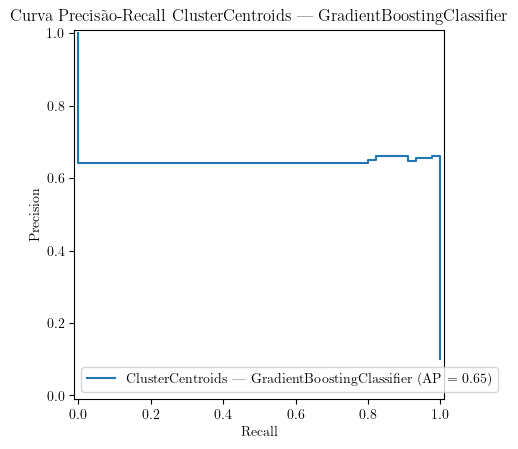 Curva Precisão-Recall ClusterCentroids — GradientBoostingClassifier
1.0
0.8
0.6
0.4
0.2
0.0
Precision
ClusterCentroids — GradientBoostingClassifier (AP = 0.65)
0.0 0.2 0.4 0.6 0.8 1.0
Recall